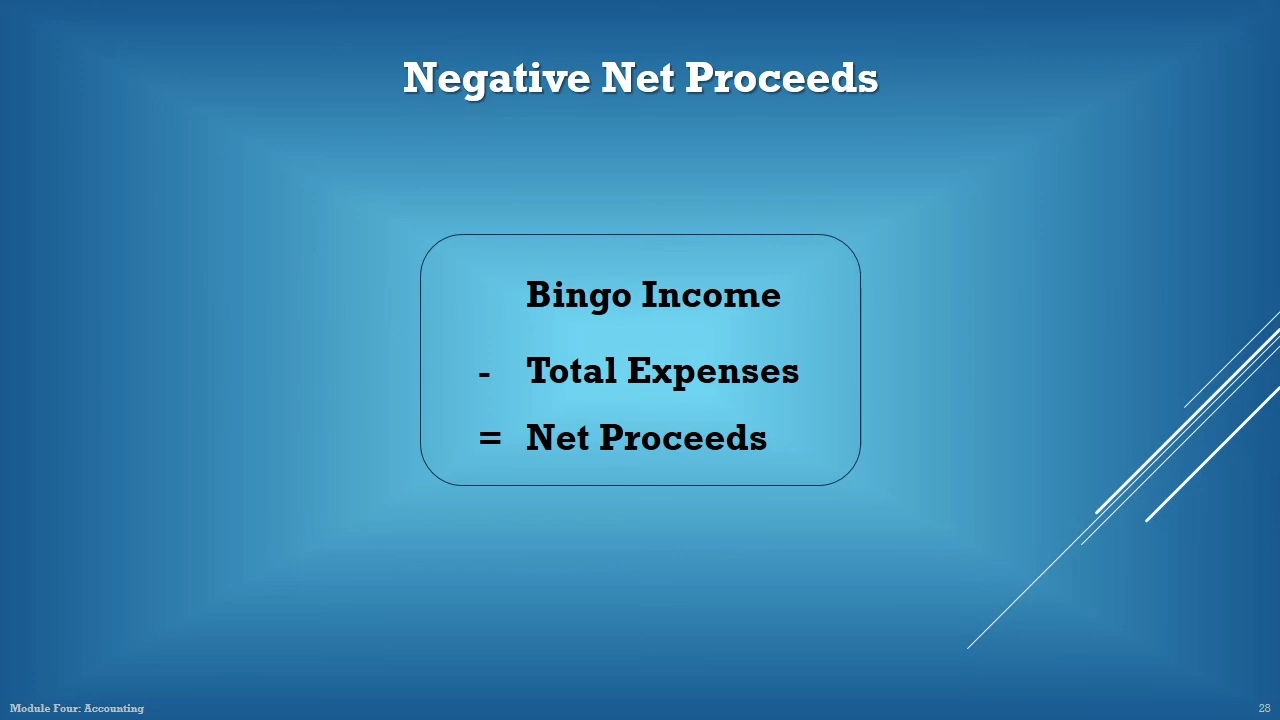 Negative Net Proceeds
Bingo Income
- Total Expenses
= Net Proceeds
Module Four: Accounting
28